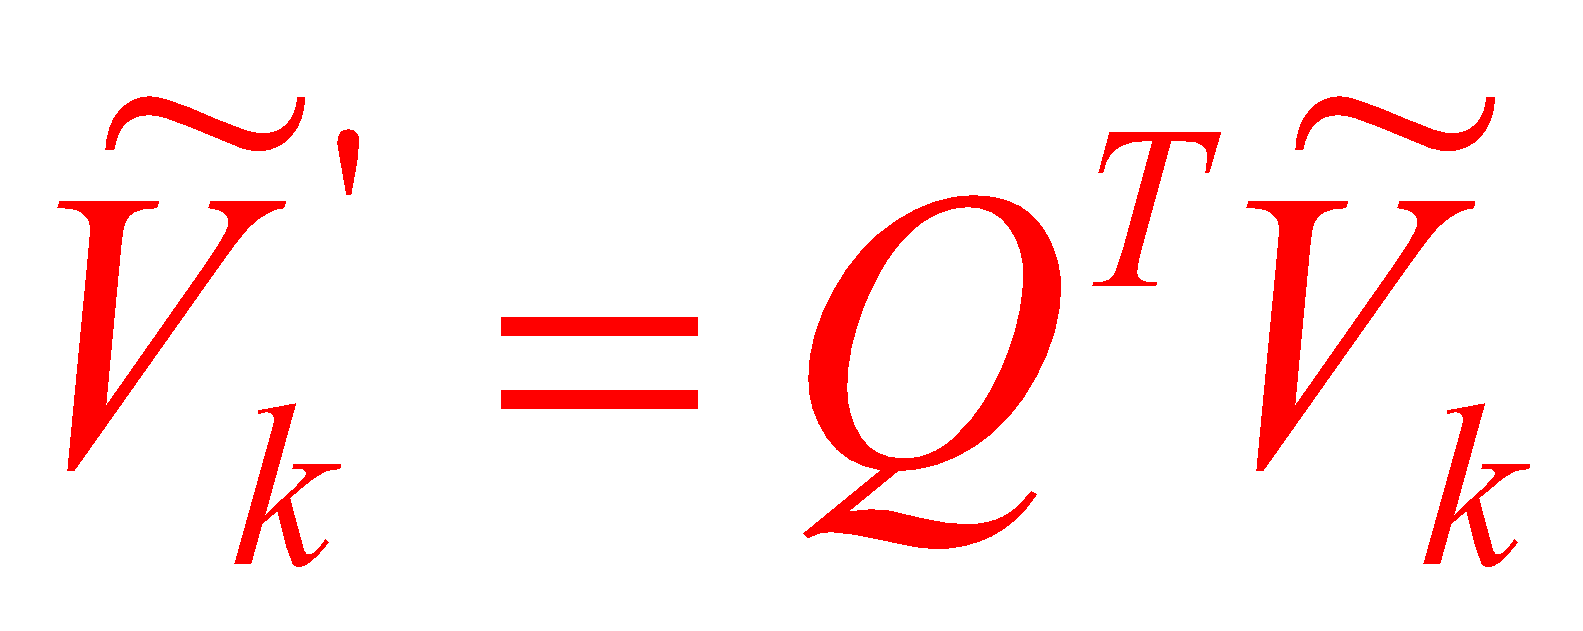 Ṽ'ₖ = QᵀṼₖ